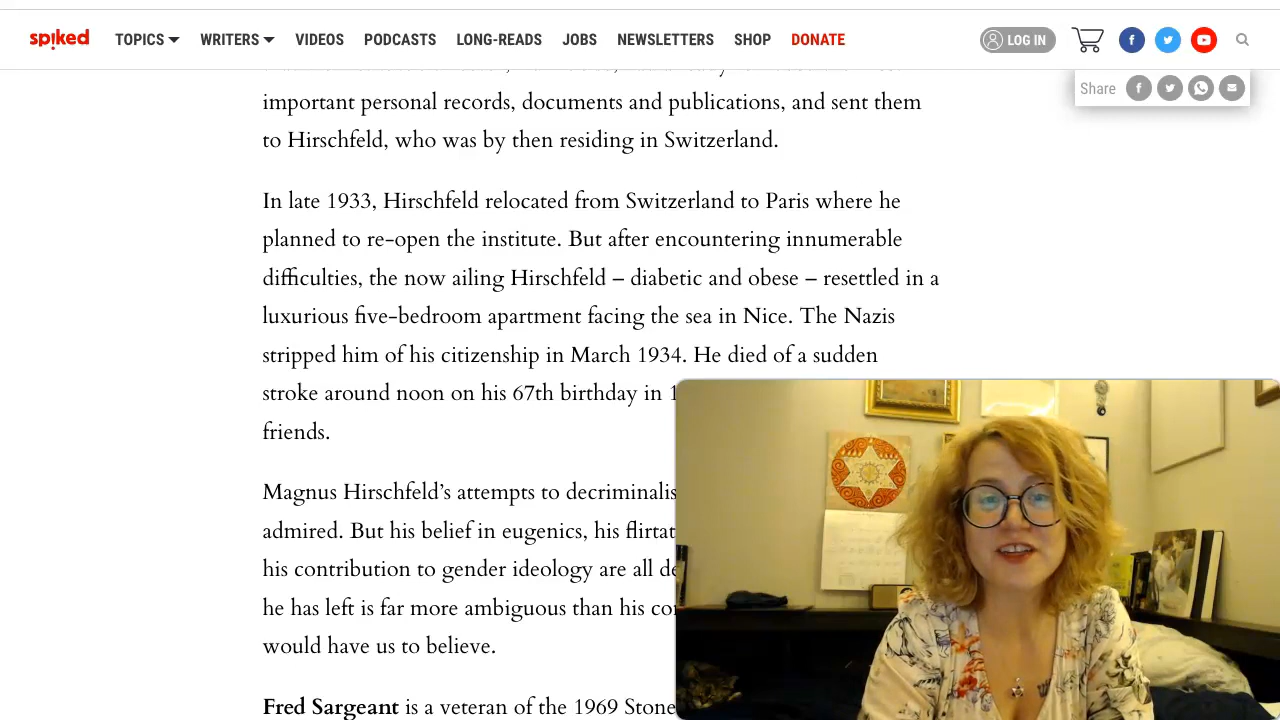 spiked TOPICS WRITERS VIDEOS PODCASTS LONG-READS JOBS NEWSLETTERS SHOP DONATE LOG IN
Share
important personal records, documents and publications, and sent them
to Hirschfeld, who was by then residing in Switzerland.
In late 1933, Hirschfeld relocated from Switzerland to Paris where he
planned to re-open the institute. But after encountering innumerable
difficulties, the now ailing Hirschfeld – diabetic and obese – resettled in a
luxurious five-bedroom apartment facing the sea in Nice. The Nazis
stripped him of his citizenship in March 1934. He died of a sudden
stroke around noon on his 67th birthday in
friends.
Magnus Hirschfeld's attempts to
admired. But his belief in eugenics, his
his contribution to gender ideology are all
he has left is far more ambiguous than his
would have us to believe.
Fred Sargeant is a veteran of the 1969